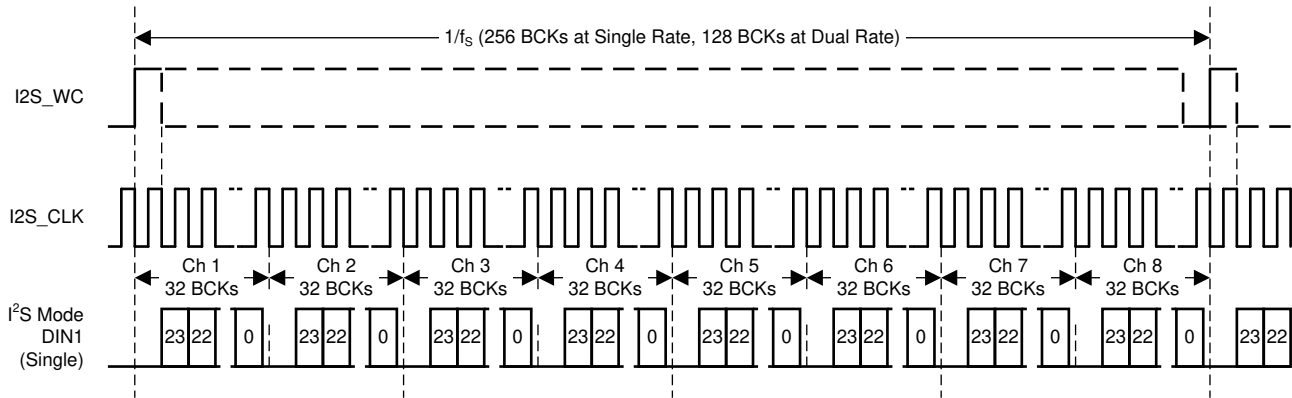 1/fS (256 BCKs at Single Rate, 128 BCKs at Dual Rate)
I2S_WC
I2S_CLK
Ch 1 Ch 2 Ch 3 Ch 4 Ch 5 Ch 6 Ch 7 Ch 8
32 BCKs 32 BCKs 32 BCKs 32 BCKs 32 BCKs 32 BCKs 32 BCKs 32 BCKs
I²S Mode
DIN1
(Single)
23 22 0 23 22 0 23 22 0 23 22 0 23 22 0 23 22 0 23 22 0 23 22 0 23 22